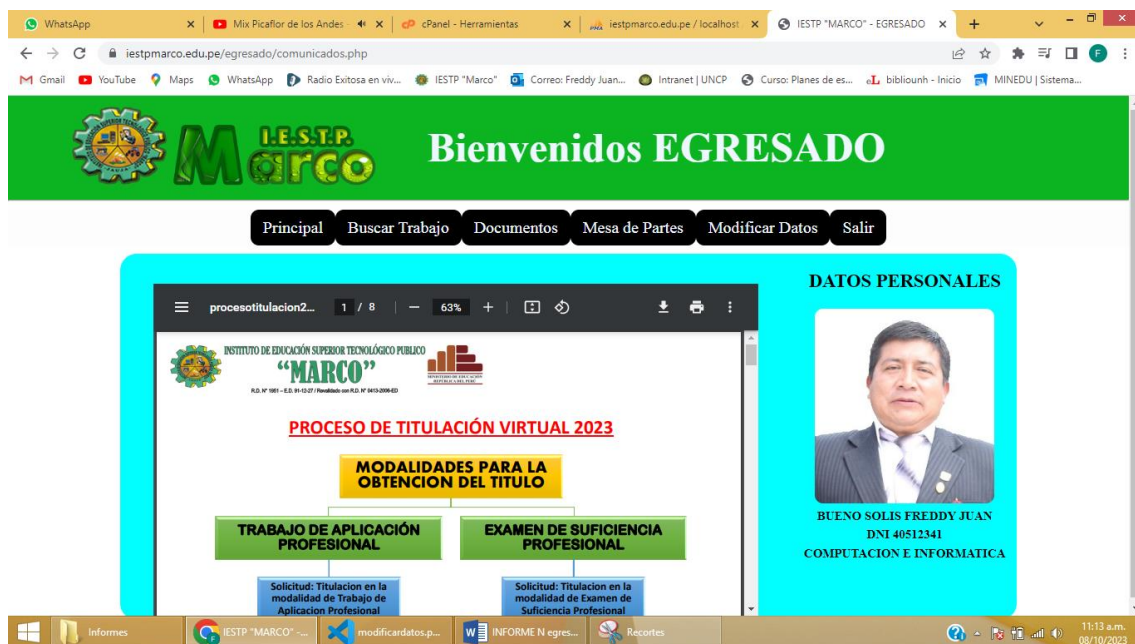 WhatsApp
Mix Picaflor de los Andes
cPanel - Herramientas
iestpmarco.edu.pe / localhost
IESTP "MARCO" - EGRESADO
iestpmarco.edu.pe/egresado/comunicados.php
Gmail YouTube Maps WhatsApp Radio Exitosa en viv... IESTP "Marco" Correo: Freddy Juan... Intranet | UNCP Curso: Planes de es... bibliounh - Inicio MINEDU | Sistema...
I.E.S.T.P.
Marco
Bienvenidos EGRESADO
Principal Buscar Trabajo Documentos Mesa de Partes Modificar Datos Salir
procesotitulacion2... 1 / 8 63%
INSTITUTO DE EDUCACIÓN SUPERIOR TECNOLÓGICO PUBLICO
“MARCO”
MINISTERIO DE EDUCACIÓN
REPÚBLICA DEL PERÚ
PROCESO DE TITULACIÓN VIRTUAL 2023
MODALIDADES PARA LA
OBTENCION DEL TITULO
TRABAJO DE APLICACIÓN
PROFESIONAL
EXAMEN DE SUFICIENCIA
PROFESIONAL
Solicitud: Titulacion en la
modalidad de Trabajo de
Aplicacion Profesional
Solicitud: Titulacion en la
modalidad de Examen de
Suficiencia Profesional
DATOS PERSONALES
BUENO SOLIS FREDDY JUAN
DNI 40512341
COMPUTACION E INFORMATICA
Informes
IESTP "MARCO" -...
modificardatos.p...
INFORME N egres...
Recortes
11:13 a.m.
08/10/2023